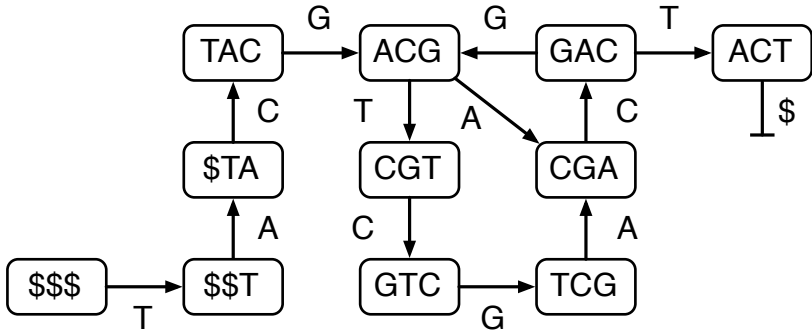 G G T
TAC ACG GAC ACT
C T A C $
$TA CGT CGA
A C A
$$$ $$T GTC TCG
T G